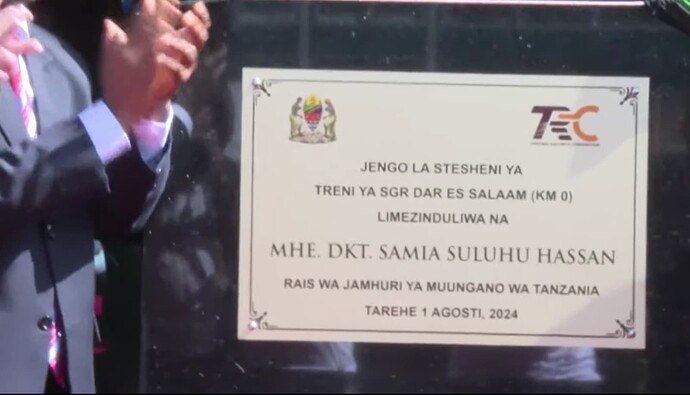 TRC
JENGO LA STESHENI YA
TRENI YA SGR DAR ES SALAAM (KM 0)
LIMEZINDULIWA NA
MHE. DKT. SAMIA SULUHU HASSAN
RAIS WA JAMHURI YA MUUNGANO WA TANZANIA
TAREHE 1 AGOSTI, 2024